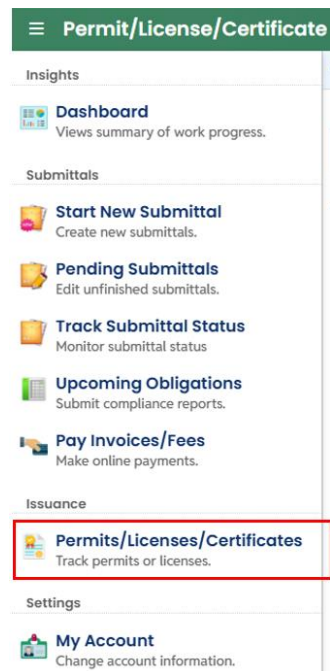 ≡ Permit/License/Certificate
Insights
Dashboard
Views summary of work progress.
Submittals
Start New Submittal
Create new submittals.
Pending Submittals
Edit unfinished submittals.
Track Submittal Status
Monitor submittal status
Upcoming Obligations
Submit compliance reports.
Pay Invoices/Fees
Make online payments.
Issuance
Permits/Licenses/Certificates
Track permits or licenses.
Settings
My Account
Change account information.